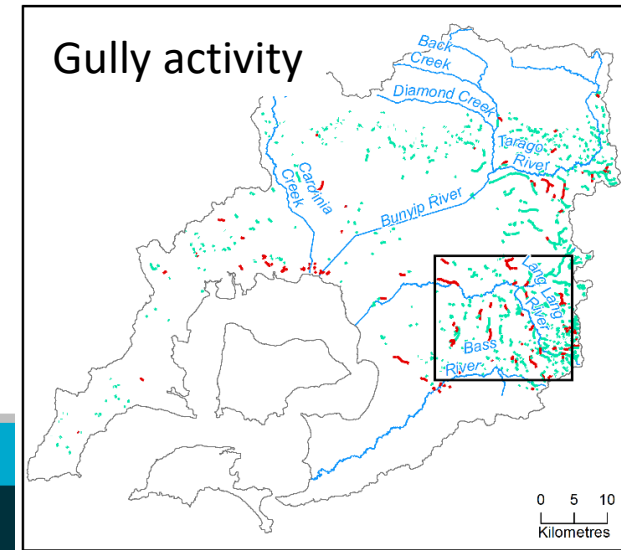 Gully activity
Back
Creek
Diamond Creek
Tarago
River
Cardinia
Creek
Bunyip River
Lang Lang
River
Bass
River
0 5 10
Kilometres